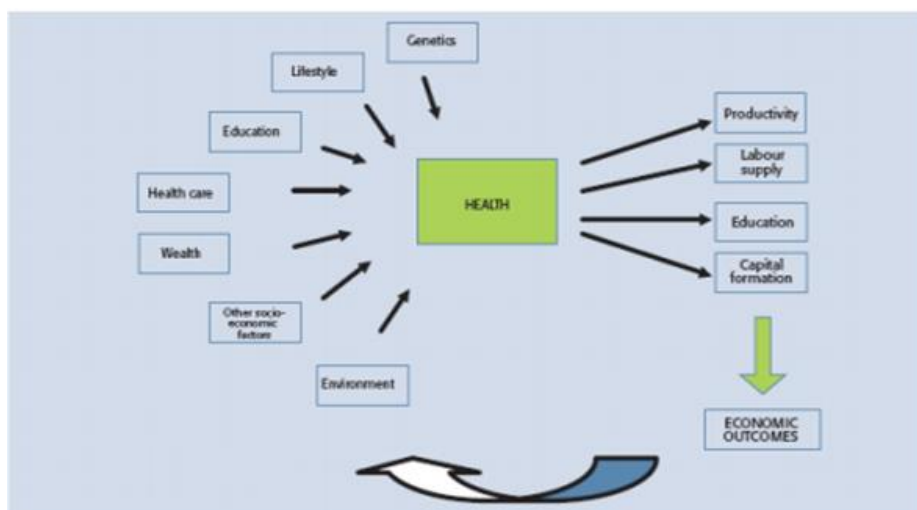 Genetics
Lifestyle
Education
Health care
Wealth
Other socio-
economic
factors
Environment
HEALTH
Productivity
Labour
supply
Education
Capital
formation
ECONOMIC
OUTCOMES